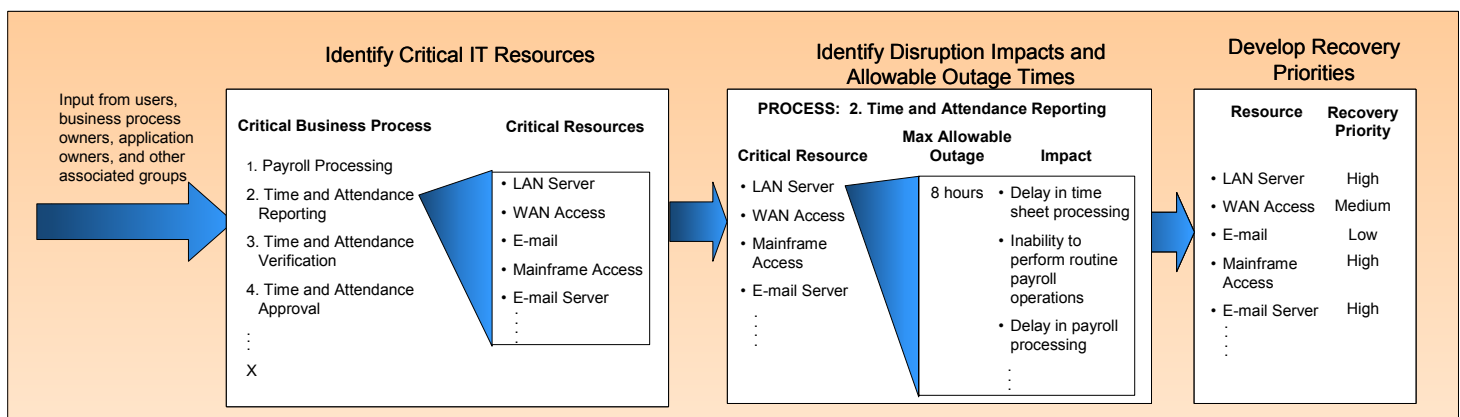 Identify Critical IT Resources
Identify Disruption Impacts and
Allowable Outage Times
Develop Recovery
Priorities
Input from users,
business process
owners, application
owners, and other
associated groups
Critical Business Process
1. Payroll Processing
2. Time and Attendance
Reporting
3. Time and Attendance
Verification
4. Time and Attendance
Approval
.
.
.
X
Critical Resources
• LAN Server
• WAN Access
• E-mail
• Mainframe Access
• E-mail Server
.
.
.
PROCESS: 2. Time and Attendance Reporting
Critical Resource
• LAN Server
• WAN Access
• Mainframe
Access
• E-mail Server
.
.
.
.
Max Allowable
Outage
8 hours
Impact
• Delay in time
sheet processing
• Inability to
perform routine
payroll
operations
• Delay in payroll
processing
.
.
.
Resource Recovery
Priority
• LAN Server High
• WAN Access Medium
• E-mail Low
• Mainframe High
Access
• E-mail Server High
.
.
.
.